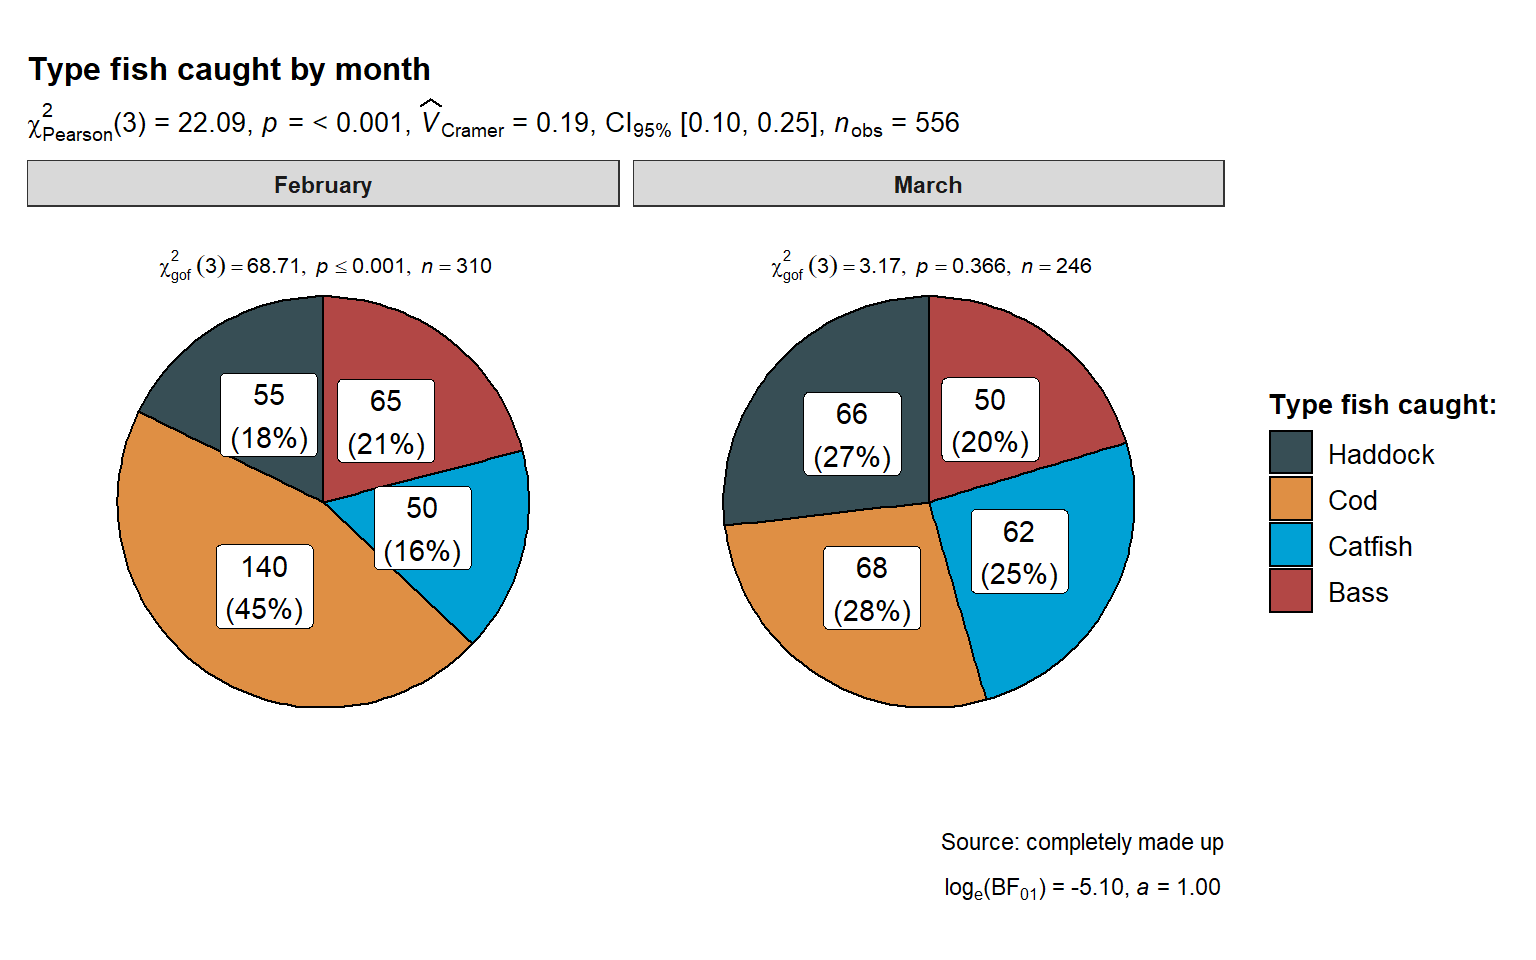 Type fish caught by month
χ²Pearson(3) = 22.09, p = < 0.001, V̂Cramer = 0.19, CI95% [0.10, 0.25], nobs = 556
February
March
χ²gof (3) = 68.71, p ≤ 0.001, n = 310
χ²gof (3) = 3.17, p = 0.366, n = 246
55
(18%)
65
(21%)
50
(16%)
140
(45%)
66
(27%)
50
(20%)
62
(25%)
68
(28%)
Type fish caught:
Haddock
Cod
Catfish
Bass
Source: completely made up
loge(BF01) = -5.10, a = 1.00